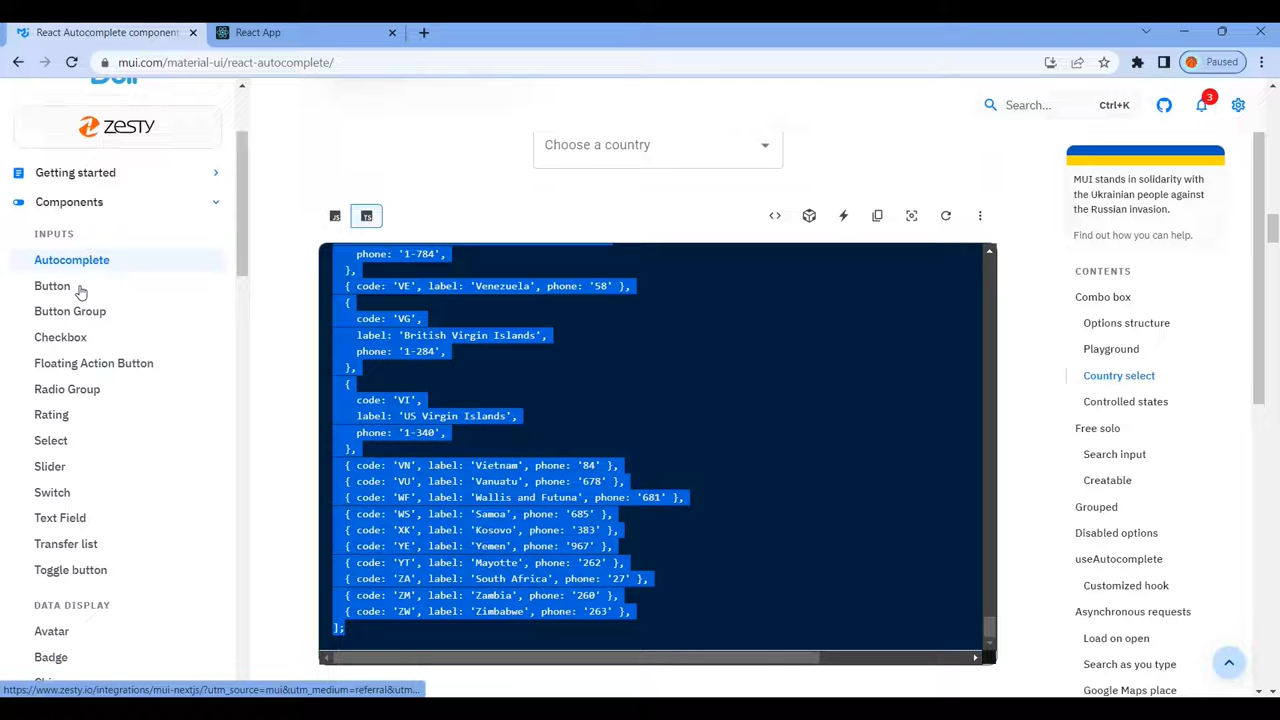 React Autocomplete component
React App
mui.com/material-ui/react-autocomplete/
Paused
ZESTY
Getting started
Components
INPUTS
Autocomplete
Button
Button Group
Checkbox
Floating Action Button
Radio Group
Rating
Select
Slider
Switch
Text Field
Transfer list
Toggle button
DATA DISPLAY
Avatar
Badge
https://www.zesty.io/integrations/mui-nextjs/?utm_source=mui&utm_medium=referral&utm...
Search...
Ctrl+K
3
Choose a country
JS
TS
phone: '1-784',
},
{ code: 'VE', label: 'Venezuela', phone: '58' },
{
code: 'VG',
label: 'British Virgin Islands',
phone: '1-284',
},
{
code: 'VI',
label: 'US Virgin Islands',
phone: '1-340',
},
{ code: 'VN', label: 'Vietnam', phone: '84' },
{ code: 'VU', label: 'Vanuatu', phone: '678' },
{ code: 'WF', label: 'Wallis and Futuna', phone: '681' },
{ code: 'WS', label: 'Samoa', phone: '685' },
{ code: 'XK', label: 'Kosovo', phone: '383' },
{ code: 'YE', label: 'Yemen', phone: '967' },
{ code: 'YT', label: 'Mayotte', phone: '262' },
{ code: 'ZA', label: 'South Africa', phone: '27' },
{ code: 'ZM', label: 'Zambia', phone: '260' },
{ code: 'ZW', label: 'Zimbabwe', phone: '263' },
];
MUI stands in solidarity with
the Ukrainian people against
the Russian invasion.
Find out how you can help.
CONTENTS
Combo box
Options structure
Playground
Country select
Controlled states
Free solo
Search input
Creatable
Grouped
Disabled options
useAutocomplete
Customized hook
Asynchronous requests
Load on open
Search as you type
Google Maps place